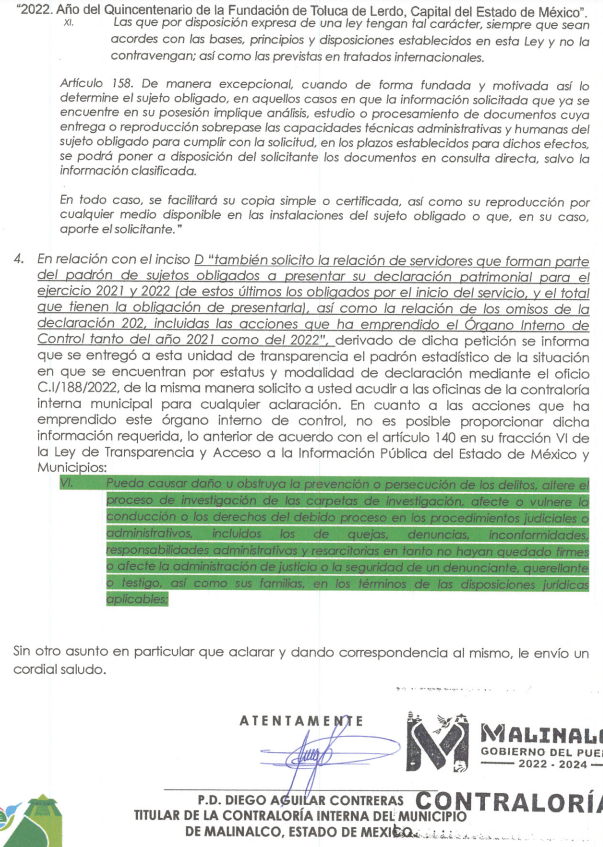 "2022. Año del Quincentenario de la Fundación de Toluca de Lerdo, Capital del Estado de México".
XI. Las que por disposición expresa de una ley tengan tal carácter, siempre que sean
acordes con las bases, principios y disposiciones establecidos en esta Ley y no la
contravengan; así como las previstas en tratados internacionales.
Artículo 158. De manera excepcional, cuando de forma fundada y motivada así lo
determine el sujeto obligado, en aquellos casos en que la información solicitada que ya se
encuentre en su posesión implique análisis, estudio o procesamiento de documentos cuya
entrega o reproducción sobrepase las capacidades técnicas administrativas y humanas del
sujeto obligado para cumplir con la solicitud, en los plazos establecidos para dichos efectos,
se podrá poner a disposición del solicitante los documentos en consulta directa, salvo la
información clasificada.
En todo caso, se facilitará su copia simple o certificada, así como su reproducción por
cualquier medio disponible en las instalaciones del sujeto obligado o que, en su caso,
aporte el solicitante."
4. En relación con el inciso D "también solicito la relación de servidores que forman parte
del padrón de sujetos obligados a presentar su declaración patrimonial para el
ejercicio 2021 y 2022 (de estos últimos los obligados por el inicio del servicio, y el total
que tienen la obligación de presentarla), así como la relación de los omisos de la
declaración 202, incluidas las acciones que ha emprendido el Órgano Interno de
Control tanto del año 2021 como del 2022", derivado de dicha petición se informa
que se entregó a esta unidad de transparencia el padrón estadístico de la situación
en que se encuentran por estatus y modalidad de declaración mediante el oficio
C.I/188/2022, de la misma manera solicito a usted acudir a las oficinas de la contraloría
interna municipal para cualquier aclaración. En cuanto a las acciones que ha
emprendido este órgano interno de control, no es posible proporcionar dicha
información requerida, lo anterior de acuerdo con el artículo 140 en su fracción VI de
la Ley de Transparencia y Acceso a la Información Pública del Estado de México y
Municipios:
VI. Pueda causar daño u obstruya la prevención o persecución de los delitos, altere el
proceso de investigación de las carpetas de investigación, afecte o vulnere la
conducción o los derechos del debido proceso en los procedimientos judiciales o
administrativos, incluidos los de quejas, denuncias, inconformidades,
responsabilidades administrativas y resarcitorias en tanto no hayan quedado firmes
o afecte la administración de justicia o la seguridad de un denunciante, querellante
o testigo, así como sus familias, en los términos de las disposiciones jurídicas
aplicables;
Sin otro asunto en particular que aclarar y dando correspondencia al mismo, le envío un
cordial saludo.
ATENTAMENTE
MALINALC
GOBIERNO DEL PUE
2022 - 2024
P.D. DIEGO AGUILAR CONTRERAS
CONTRALORÍA
TITULAR DE LA CONTRALORÍA INTERNA DEL MUNICIPIO
DE MALINALCO, ESTADO DE MEXICO.